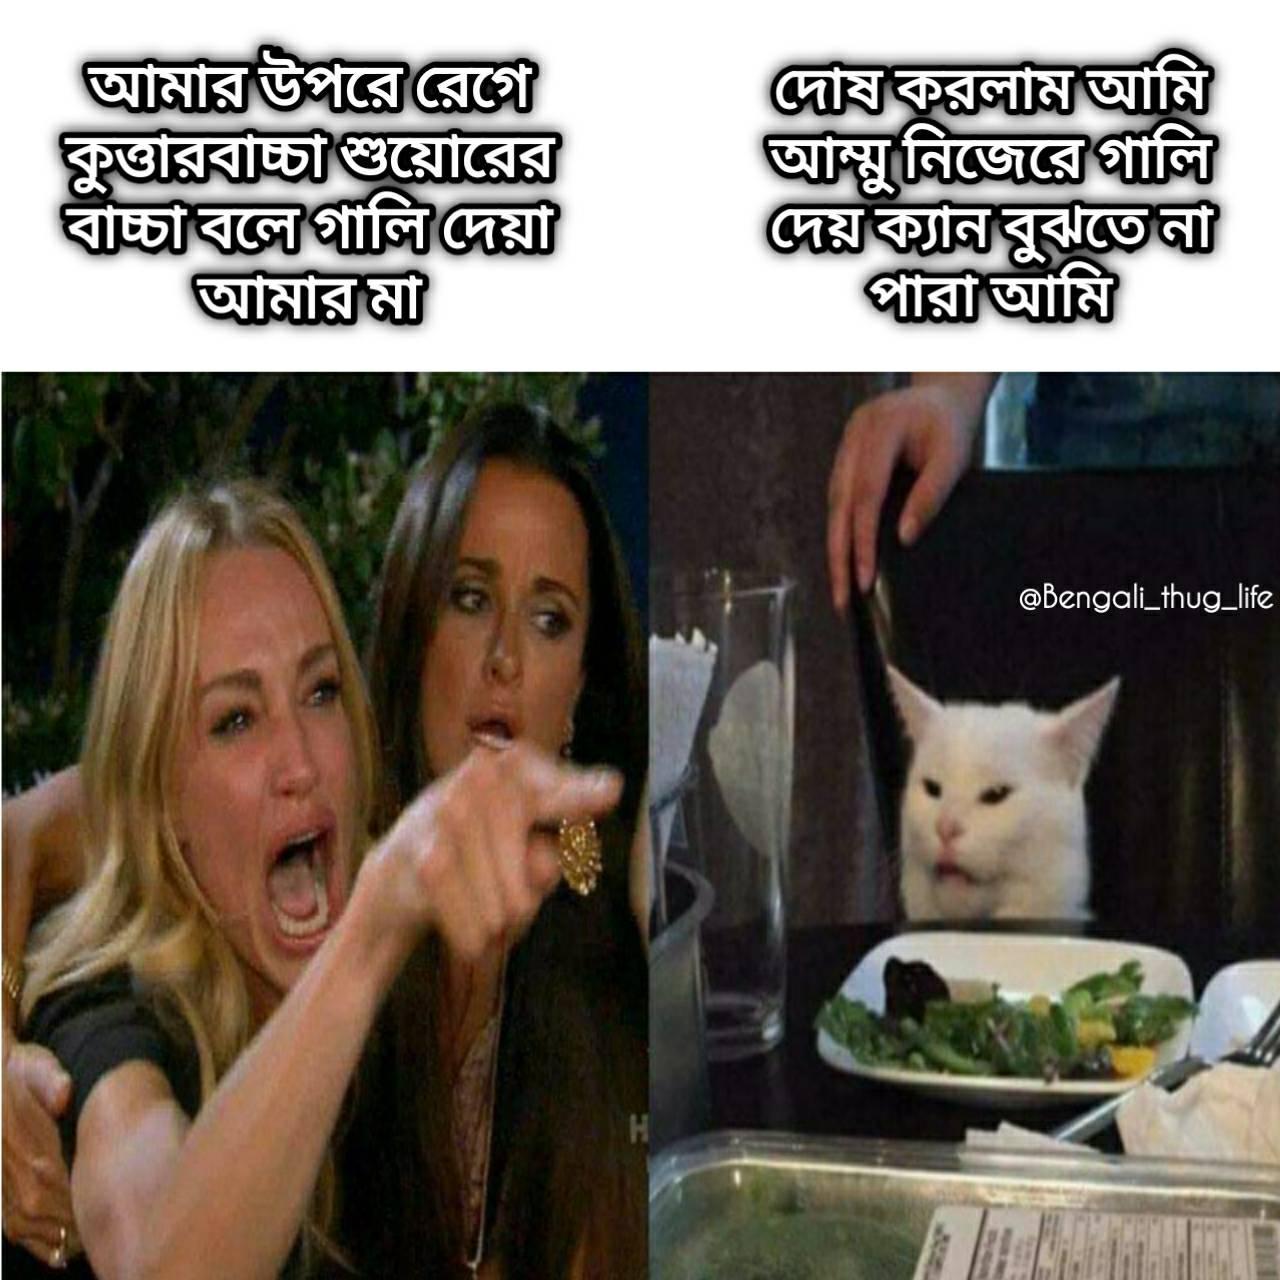 আমার উপরে রেগে
কুত্তারবাচ্চা শুয়োরের
বাচ্চা বলে গালি দেয়া
আমার মা
দোষ করলাম আমি
আম্মু নিজেরে গালি
দেয় ক্যান বুঝতে না
পারা আমি
@Bengali_thug_life
H